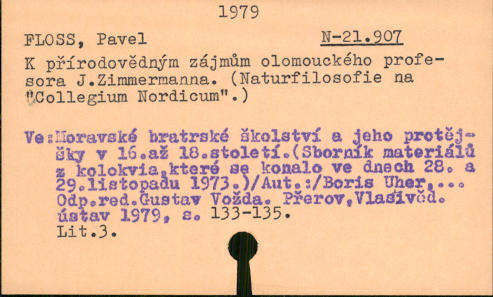 1979
FLOSS, Pavel N-21.907
K přírodovědným zájmům olomouckého profe-
sora J.Zimmermanna. (Naturfilosofie na
"Collegium Nordicum".)
Ve:Moravské bratrské školství a jeho protěj-
šky v 16.až 18.století.(Sborník materiálů
z kolokvia,které se konalo ve dnech 28. a
29.listopadu 1973.)/Aut.:/Boris Uher,...
Odp.red.Gustav Vožda. Přerov,Vlastivěd.
ústav 1979, s. 133-135.
Lit.3.